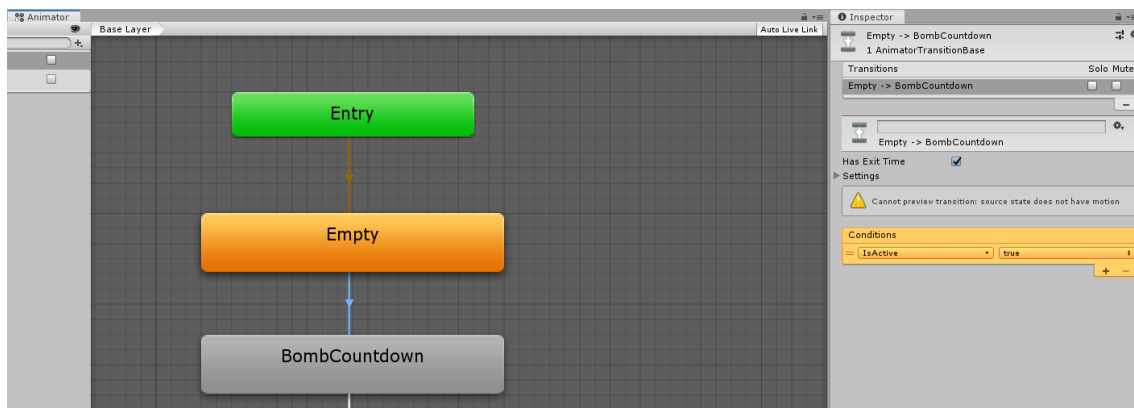 Animator
Base Layer
Auto Live Link
Entry
Empty
BombCountdown
Inspector
Empty -> BombCountdown
1 AnimatorTransitionBase
Transitions Solo Mute
Empty -> BombCountdown
Empty -> BombCountdown
Has Exit Time
Settings
Cannot preview transition: source state does not have motion
Conditions
IsActive true